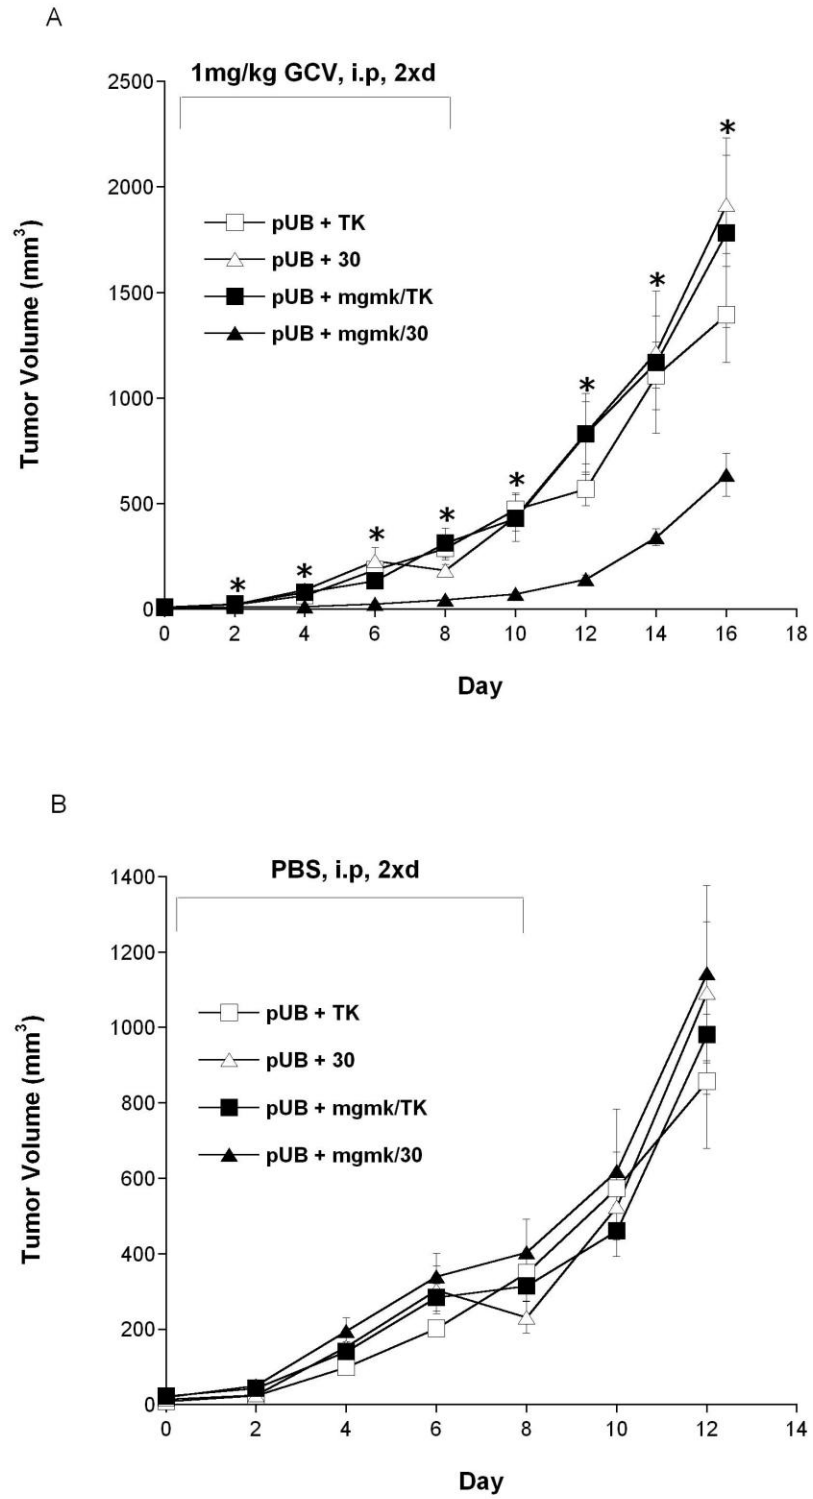 A
1mg/kg GCV, i.p, 2xd
2500
2000
1500
1000
500
0
Tumor Volume (mm³)
pUB + TK
pUB + 30
pUB + mgmk/TK
pUB + mgmk/30
* * * * * * * *
0 2 4 6 8 10 12 14 16 18
Day
B
PBS, i.p, 2xd
1400
1200
1000
800
600
400
200
0
Tumor Volume (mm³)
pUB + TK
pUB + 30
pUB + mgmk/TK
pUB + mgmk/30
0 2 4 6 8 10 12 14
Day